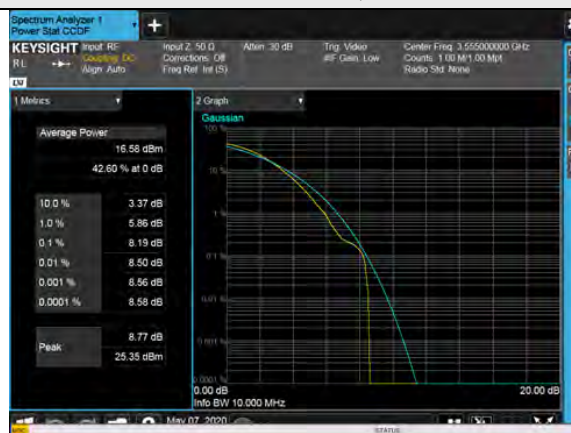 Spectrum Analyzer 1
Power Stat CCDF
+
KEYSIGHT Input: RF Input Z: 50 Ω Atten: 30 dB Trig: Video Center Freq: 3.555000000 GHz
RL Coupling: DC Corrections: Off #IF Gain: Low Counts: 1.00 M/1.00 Mpt
Align: Auto Freq Ref: Int (S) Radio Std: None
LXI
1 Metrics
2 Graph
Gaussian
Average Power
16.58 dBm
42.60 % at 0 dB
10.0 % 3.37 dB
1.0 % 5.86 dB
0.1 % 8.19 dB
0.01 % 8.50 dB
0.001 % 8.56 dB
0.0001 % 8.58 dB
Peak 8.77 dB
25.35 dBm
100 %
10 %
1 %
0.1 %
0.01 %
0.001 %
0.0001 %
0.00 dB 20.00 dB
Info BW 10.000 MHz
May 07, 2020
STATUS